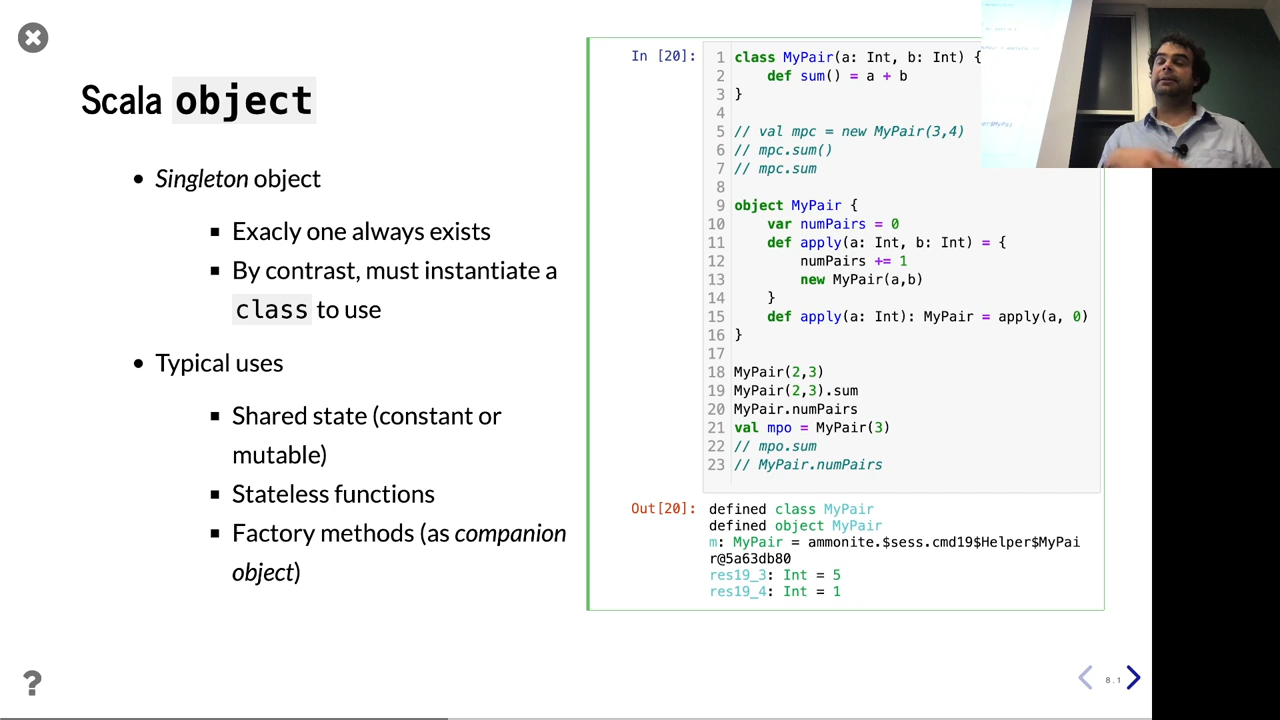 Scala object
• Singleton object
▪ Exacly one always exists
▪ By contrast, must instantiate a
class to use
• Typical uses
▪ Shared state (constant or
mutable)
▪ Stateless functions
▪ Factory methods (as companion
object)
?
In [20]:
1 class MyPair(a: Int, b: Int) {
2     def sum() = a + b
3 }
4
5 // val mpc = new MyPair(3,4)
6 // mpc.sum()
7 // mpc.sum
8
9 object MyPair {
10     var numPairs = 0
11     def apply(a: Int, b: Int) = {
12         numPairs += 1
13         new MyPair(a,b)
14     }
15     def apply(a: Int): MyPair = apply(a, 0)
16 }
17
18 MyPair(2,3)
19 MyPair(2,3).sum
20 MyPair.numPairs
21 val mpo = MyPair(3)
22 // mpo.sum
23 // MyPair.numPairs
Out[20]:
defined class MyPair
defined object MyPair
m: MyPair = ammonite.$sess.cmd19$Helper$MyPai
r@5a63db80
res19_3: Int = 5
res19_4: Int = 1
8.1